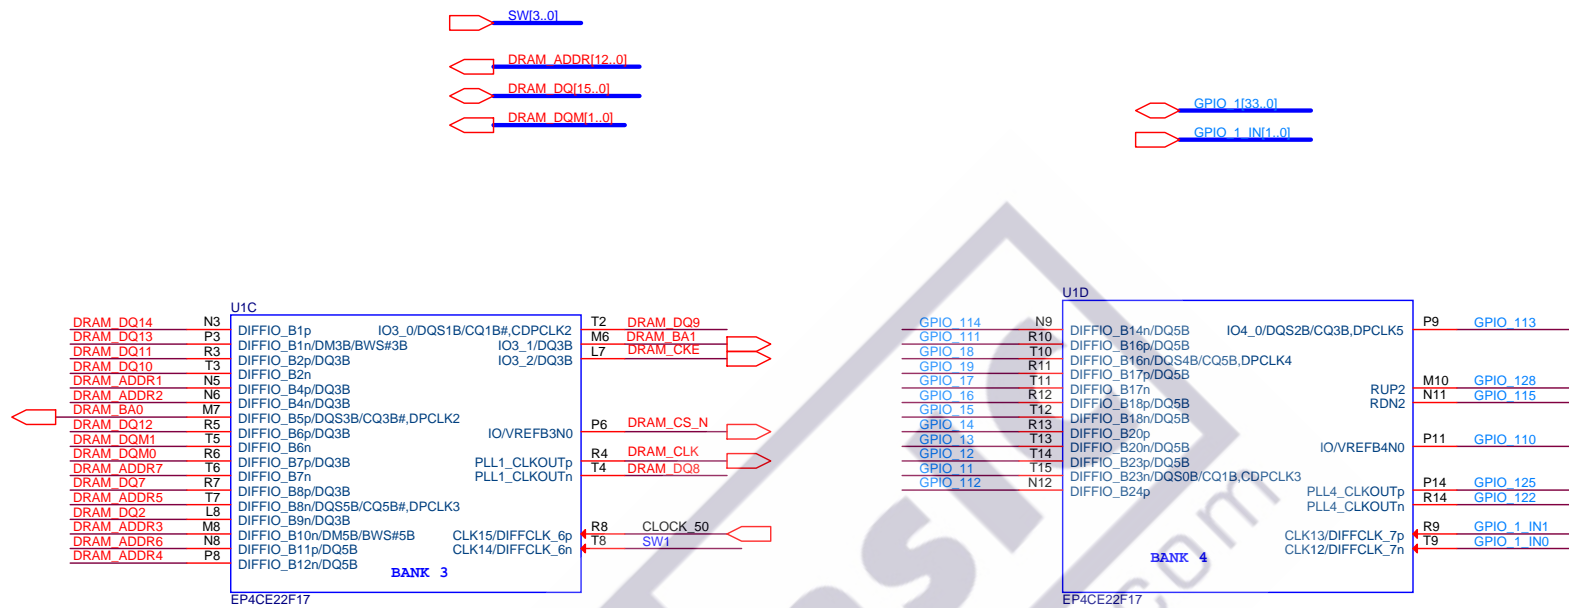 SW[3..0]
DRAM_ADDR[12..0]
DRAM_DQ[15..0]
DRAM_DQM[1..0]
GPIO_1[33..0]
GPIO_1_IN[1..0]
U1C
DRAM_DQ14 N3 DIFFIO_B1p IO3_0/DQS1B/CQ1B#,CDPCLK2 T2 DRAM_DQ9
DRAM_DQ13 P3 DIFFIO_B1n/DM3B/BWS#3B IO3_1/DQ3B M6 DRAM_BA1
DRAM_DQ11 R3 DIFFIO_B2p/DQ3B IO3_2/DQ3B L7 DRAM_CKE
DRAM_DQ10 T3 DIFFIO_B2n
DRAM_ADDR1 N5 DIFFIO_B4p/DQ3B
DRAM_ADDR2 N6 DIFFIO_B4n/DQ3B
DRAM_BA0 M7 DIFFIO_B5p/DQS3B/CQ3B#,DPCLK2
DRAM_DQ12 R5 DIFFIO_B6p/DQ3B IO/VREFB3N0 P6 DRAM_CS_N
DRAM_DQM1 T5 DIFFIO_B6n
DRAM_DQM0 R6 DIFFIO_B7p/DQ3B PLL1_CLKOUTp R4 DRAM_CLK
DRAM_ADDR7 T6 DIFFIO_B7n PLL1_CLKOUTn T4 DRAM_DQ8
DRAM_DQ7 R7 DIFFIO_B8p/DQ3B
DRAM_ADDR5 T7 DIFFIO_B8n/DQS5B/CQ5B#,DPCLK3
DRAM_DQ2 L8 DIFFIO_B9n/DQ3B
DRAM_ADDR3 M8 DIFFIO_B10n/DM5B/BWS#5B CLK15/DIFFCLK_6p R8 CLOCK_50
DRAM_ADDR6 N8 DIFFIO_B11p/DQ5B CLK14/DIFFCLK_6n T8 SW1
DRAM_ADDR4 P8 DIFFIO_B12n/DQ5B
BANK 3
EP4CE22F17
U1D
GPIO_114 N9 DIFFIO_B14n/DQ5B IO4_0/DQS2B/CQ3B,DPCLK5 P9 GPIO_113
GPIO_111 R10 DIFFIO_B16p/DQ5B
GPIO_18 T10 DIFFIO_B16n/DQS4B/CQ5B,DPCLK4
GPIO_19 R11 DIFFIO_B17p/DQ5B
GPIO_17 T11 DIFFIO_B17n RUP2 M10 GPIO_128
GPIO_16 R12 DIFFIO_B18p/DQ5B RDN2 N11 GPIO_115
GPIO_15 T12 DIFFIO_B18n/DQ5B
GPIO_14 R13 DIFFIO_B20p
GPIO_13 T13 DIFFIO_B20n/DQ5B IO/VREFB4N0 P11 GPIO_110
GPIO_12 T14 DIFFIO_B23p/DQ5B
GPIO_11 T15 DIFFIO_B23n/DQS0B/CQ1B,CDPCLK3
GPIO_112 N12 DIFFIO_B24p PLL4_CLKOUTp P14 GPIO_125
PLL4_CLKOUTn R14 GPIO_122
CLK13/DIFFCLK_7p R9 GPIO_1_IN1
CLK12/DIFFCLK_7n T9 GPIO_1_IN0
BANK 4
EP4CE22F17